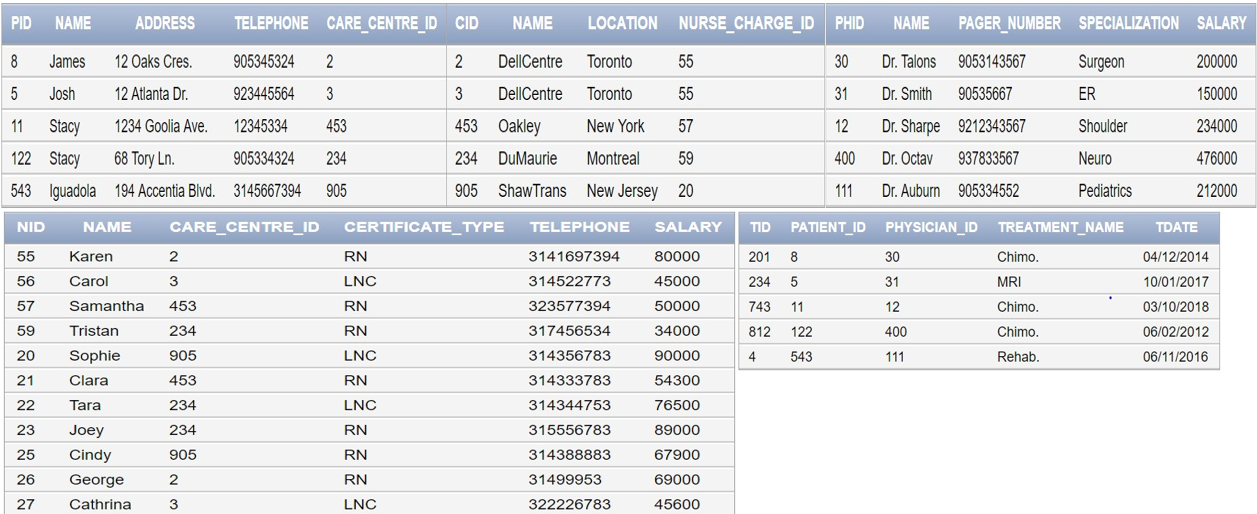 PID NAME ADDRESS TELEPHONE CARE_CENTRE_ID CID NAME LOCATION NURSE_CHARGE_ID PHID NAME PAGER_NUMBER SPECIALIZATION SALARY
8 James 12 Oaks Cres. 905345324 2 2 DellCentre Toronto 55 30 Dr. Talons 9053143567 Surgeon 200000
5 Josh 12 Atlanta Dr. 923445564 3 3 DellCentre Toronto 55 31 Dr. Smith 90535667 ER 150000
11 Stacy 1234 Goolia Ave. 12345334 453 453 Oakley New York 57 12 Dr. Sharpe 9212343567 Shoulder 234000
122 Stacy 68 Tory Ln. 905334324 234 234 DuMaurie Montreal 59 400 Dr. Octav 937833567 Neuro 476000
543 Iguadola 194 Accentia Blvd. 3145667394 905 905 ShawTrans New Jersey 20 111 Dr. Auburn 905334552 Pediatrics 212000
NID NAME CARE_CENTRE_ID CERTIFICATE_TYPE TELEPHONE SALARY
55 Karen 2 RN 3141697394 80000
56 Carol 3 LNC 314522773 45000
57 Samantha 453 RN 323577394 50000
59 Tristan 234 RN 317456534 34000
20 Sophie 905 LNC 314356783 90000
21 Clara 453 RN 314333783 54300
22 Tara 234 LNC 314344753 76500
23 Joey 234 RN 315556783 89000
25 Cindy 905 RN 314388883 67900
26 George 2 RN 31499953 69000
27 Cathrina 3 LNC 322226783 45600
TID PATIENT_ID PHYSICIAN_ID TREATMENT_NAME TDATE
201 8 30 Chimo. 04/12/2014
234 5 31 MRI 10/01/2017
743 11 12 Chimo. 03/10/2018
812 122 400 Chimo. 06/02/2012
4 543 111 Rehab. 06/11/2016